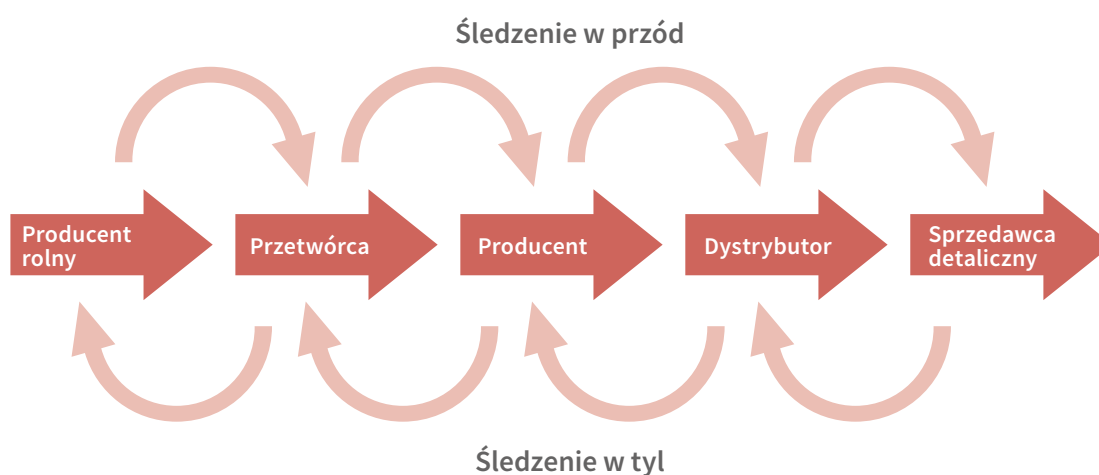 Śledzenie w przód
Producent
rolny
Przetwórca
Producent
Dystrybutor
Sprzedawca
detaliczny
Śledzenie w tyl